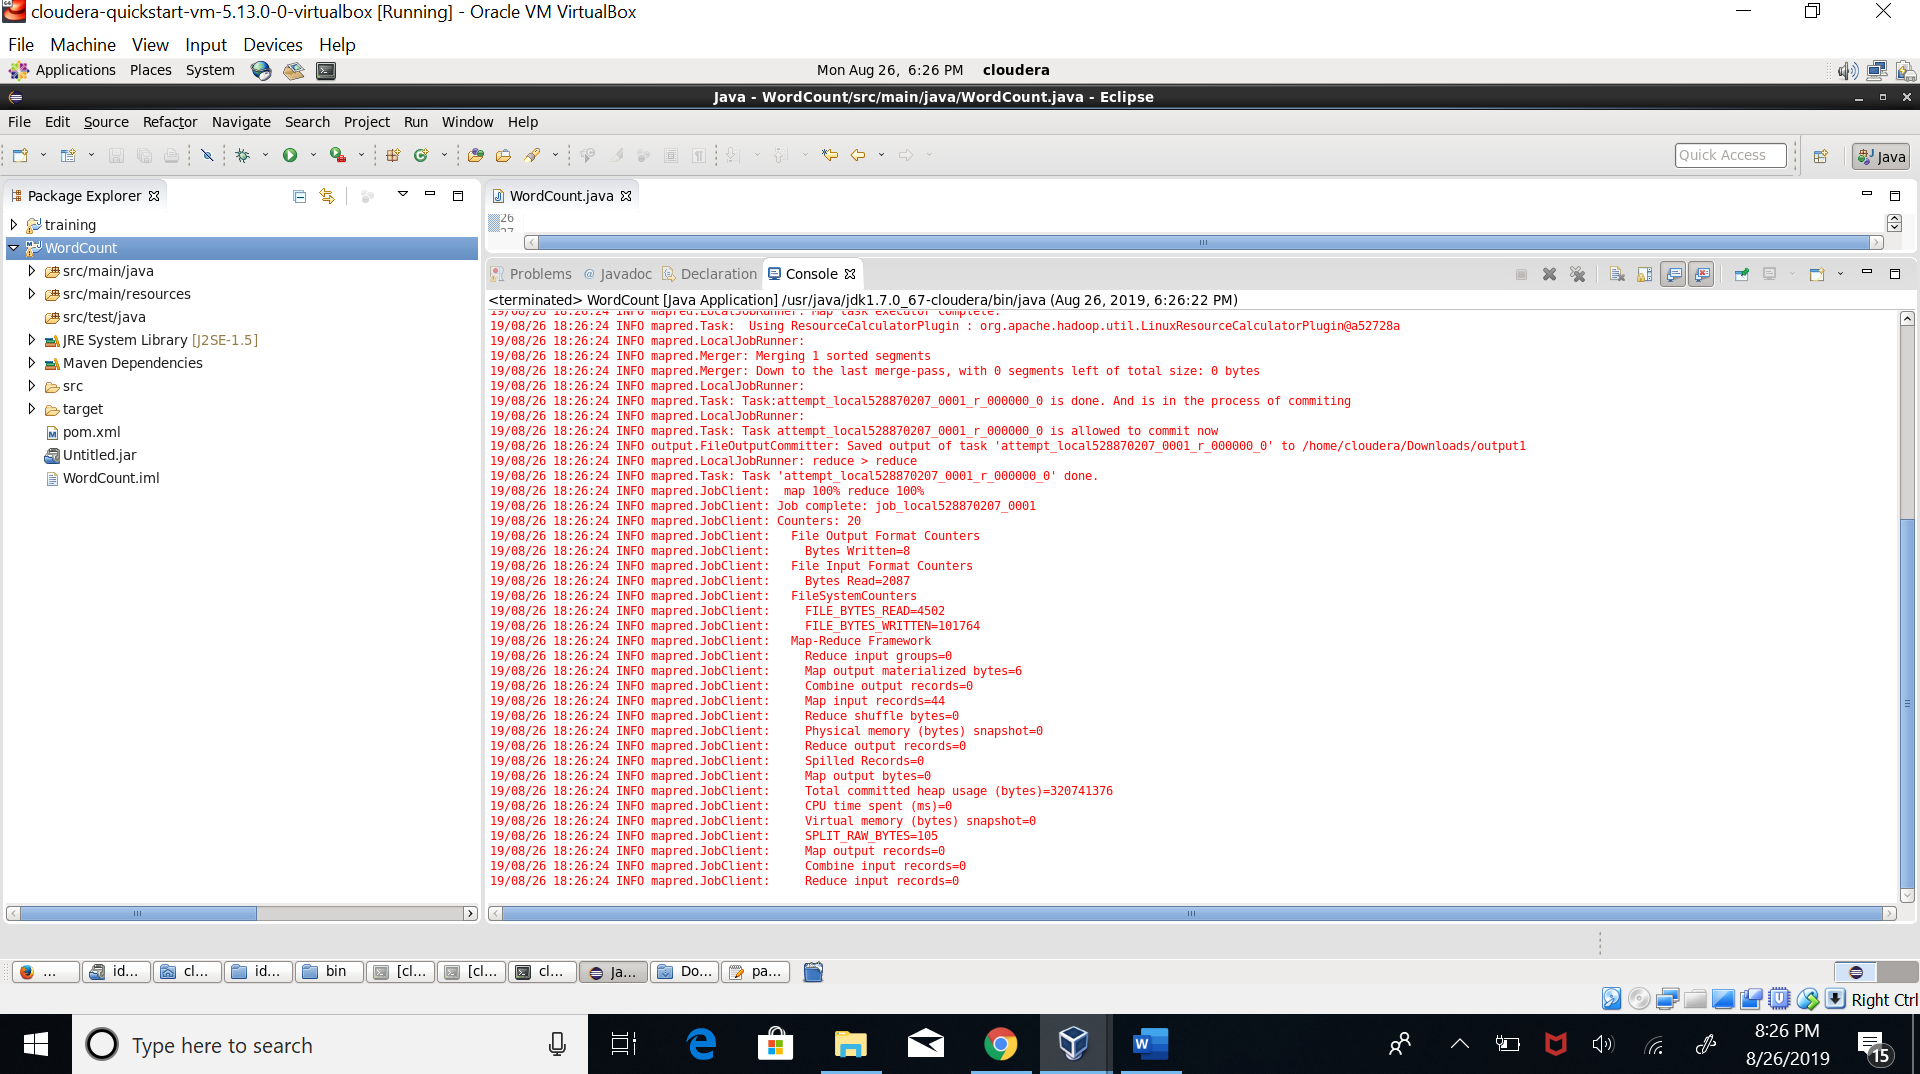 cloudera-quickstart-vm-5.13.0-0-virtualbox [Running] - Oracle VM VirtualBox
File Machine View Input Devices Help
Applications Places System Mon Aug 26, 6:26 PM cloudera
Java - WordCount/src/main/java/WordCount.java - Eclipse
File Edit Source Refactor Navigate Search Project Run Window Help
Quick Access Java
Package Explorer
training
WordCount
src/main/java
src/main/resources
src/test/java
JRE System Library [J2SE-1.5]
Maven Dependencies
src
target
pom.xml
Untitled.jar
WordCount.iml
WordCount.java
26
27
Problems @ Javadoc Declaration Console
<terminated> WordCount [Java Application] /usr/java/jdk1.7.0_67-cloudera/bin/java (Aug 26, 2019, 6:26:22 PM)
19/08/26 18:26:24 INFO mapred.LocalJobRunner: Map task executor complete.
19/08/26 18:26:24 INFO mapred.Task:  Using ResourceCalculatorPlugin : org.apache.hadoop.util.LinuxResourceCalculatorPlugin@a52728a
19/08/26 18:26:24 INFO mapred.LocalJobRunner:
19/08/26 18:26:24 INFO mapred.Merger: Merging 1 sorted segments
19/08/26 18:26:24 INFO mapred.Merger: Down to the last merge-pass, with 0 segments left of total size: 0 bytes
19/08/26 18:26:24 INFO mapred.LocalJobRunner:
19/08/26 18:26:24 INFO mapred.Task: Task:attempt_local528870207_0001_r_000000_0 is done. And is in the process of commiting
19/08/26 18:26:24 INFO mapred.LocalJobRunner:
19/08/26 18:26:24 INFO mapred.Task: Task attempt_local528870207_0001_r_000000_0 is allowed to commit now
19/08/26 18:26:24 INFO output.FileOutputCommitter: Saved output of task 'attempt_local528870207_0001_r_000000_0' to /home/cloudera/Downloads/output1
19/08/26 18:26:24 INFO mapred.LocalJobRunner: reduce > reduce
19/08/26 18:26:24 INFO mapred.Task: Task 'attempt_local528870207_0001_r_000000_0' done.
19/08/26 18:26:24 INFO mapred.JobClient:  map 100% reduce 100%
19/08/26 18:26:24 INFO mapred.JobClient: Job complete: job_local528870207_0001
19/08/26 18:26:24 INFO mapred.JobClient: Counters: 20
19/08/26 18:26:24 INFO mapred.JobClient:   File Output Format Counters
19/08/26 18:26:24 INFO mapred.JobClient:     Bytes Written=8
19/08/26 18:26:24 INFO mapred.JobClient:   File Input Format Counters
19/08/26 18:26:24 INFO mapred.JobClient:     Bytes Read=2087
19/08/26 18:26:24 INFO mapred.JobClient:   FileSystemCounters
19/08/26 18:26:24 INFO mapred.JobClient:     FILE_BYTES_READ=4502
19/08/26 18:26:24 INFO mapred.JobClient:     FILE_BYTES_WRITTEN=101764
19/08/26 18:26:24 INFO mapred.JobClient:   Map-Reduce Framework
19/08/26 18:26:24 INFO mapred.JobClient:     Reduce input groups=0
19/08/26 18:26:24 INFO mapred.JobClient:     Map output materialized bytes=6
19/08/26 18:26:24 INFO mapred.JobClient:     Combine output records=0
19/08/26 18:26:24 INFO mapred.JobClient:     Map input records=44
19/08/26 18:26:24 INFO mapred.JobClient:     Reduce shuffle bytes=0
19/08/26 18:26:24 INFO mapred.JobClient:     Physical memory (bytes) snapshot=0
19/08/26 18:26:24 INFO mapred.JobClient:     Reduce output records=0
19/08/26 18:26:24 INFO mapred.JobClient:     Spilled Records=0
19/08/26 18:26:24 INFO mapred.JobClient:     Map output bytes=0
19/08/26 18:26:24 INFO mapred.JobClient:     Total committed heap usage (bytes)=320741376
19/08/26 18:26:24 INFO mapred.JobClient:     CPU time spent (ms)=0
19/08/26 18:26:24 INFO mapred.JobClient:     Virtual memory (bytes) snapshot=0
19/08/26 18:26:24 INFO mapred.JobClient:     SPLIT_RAW_BYTES=105
19/08/26 18:26:24 INFO mapred.JobClient:     Map output records=0
19/08/26 18:26:24 INFO mapred.JobClient:     Combine input records=0
19/08/26 18:26:24 INFO mapred.JobClient:     Reduce input records=0
... id... cl... id... bin [cl... [cl... cl... Ja... Do... pa...
Right Ctrl
Type here to search
8:26 PM
8/26/2019
15